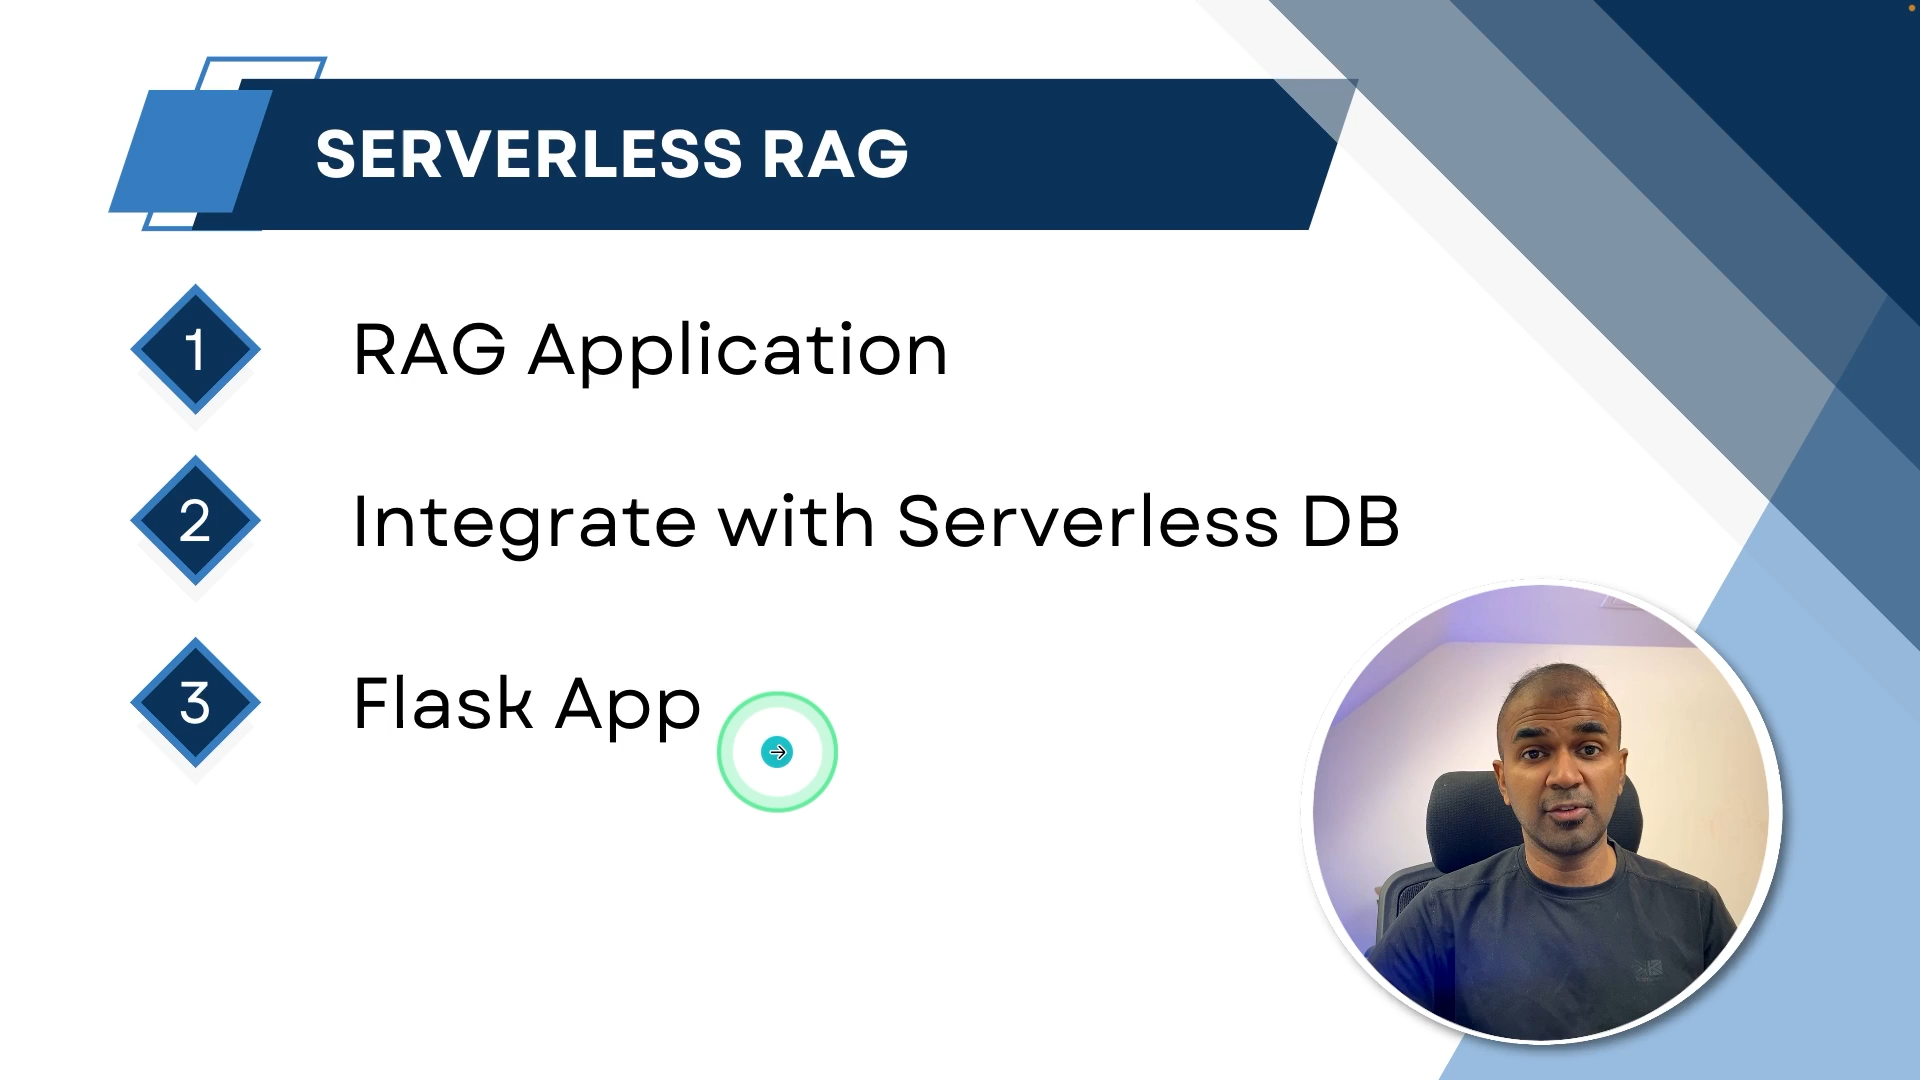 SERVERLESS RAG
1 RAG Application
2 Integrate with Serverless DB
3 Flask App